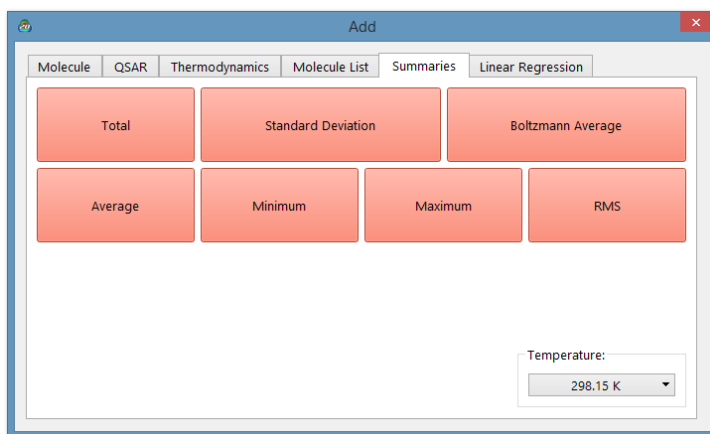 Add
Molecule QSAR Thermodynamics Molecule List Summaries Linear Regression
Total Standard Deviation Boltzmann Average
Average Minimum Maximum RMS
Temperature:
298.15 K